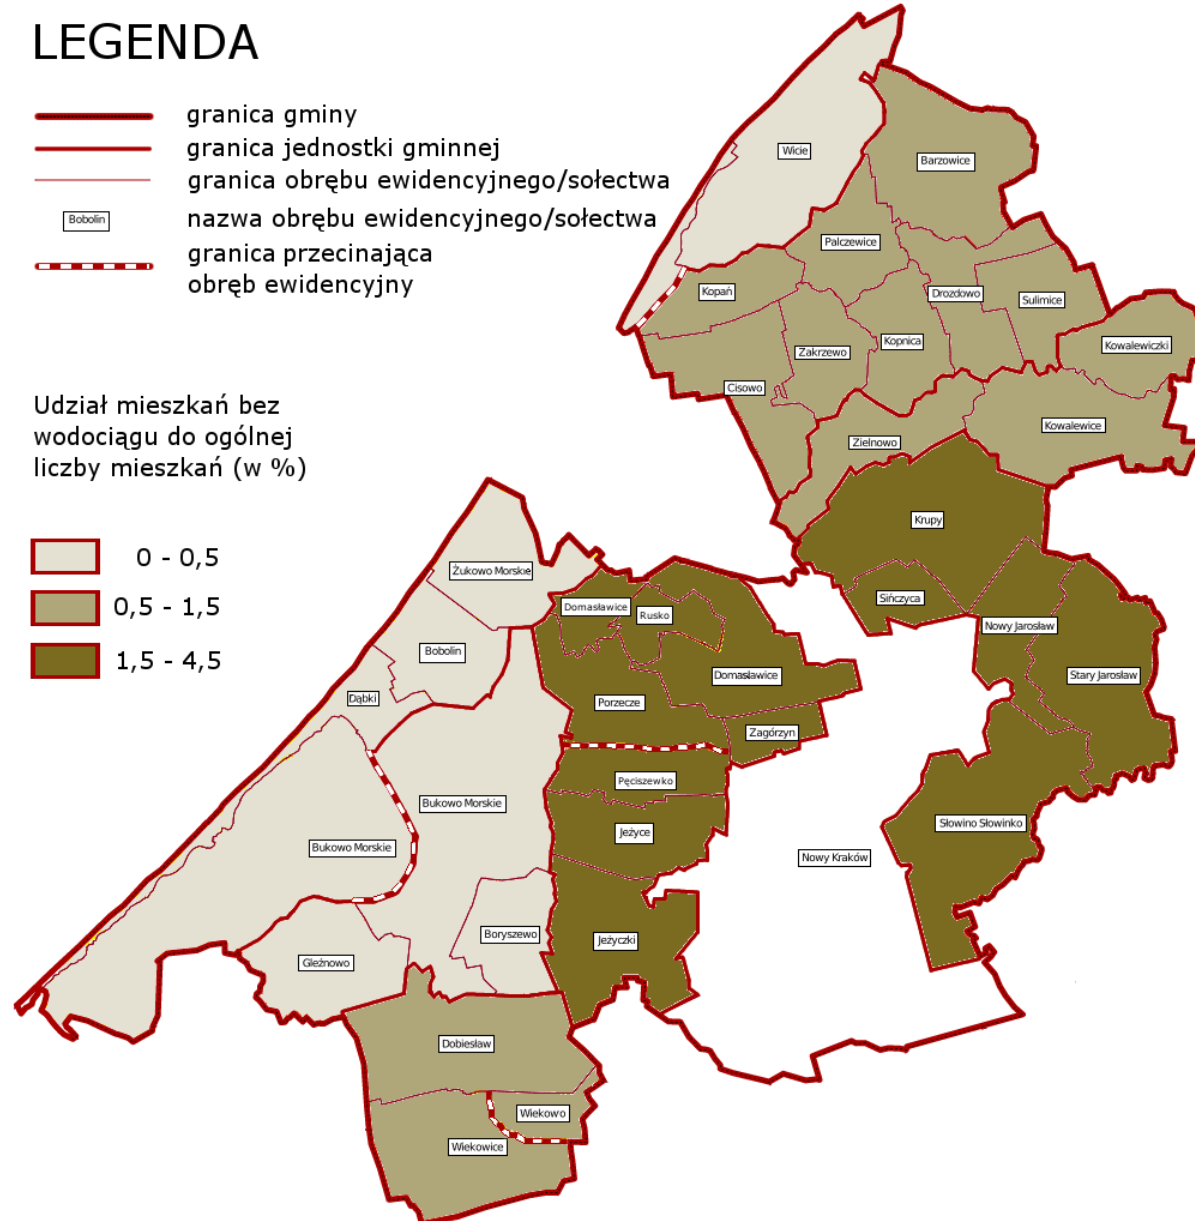 LEGENDA
granica gminy
granica jednostki gminnej
granica obrębu ewidencyjnego/sołectwa
Bobolin
nazwa obrębu ewidencyjnego/sołectwa
granica przecinająca
obręb ewidencyjny
Udział mieszkań bez
wodociągu do ogólnej
liczby mieszkań (w %)
0 - 0,5
0,5 - 1,5
1,5 - 4,5
Wicie
Barzowice
Palczewice
Kopań
Drozdowo
Sulimice
Kopnica
Kowalewiczki
Zakrzewo
Cisowo
Kowalewice
Zielnowo
Krupy
Żukowo Morskie
Sińczyca
Domasławice
Rusko
Nowy Jarosław
Bobolin
Domasławice
Stary Jarosław
Dąbki
Porzecze
Zagórzyn
Pęciszewko
Bukowo Morskie
Słowino Słowinko
Jeżyce
Bukowo Morskie
Nowy Kraków
Boryszewo
Jeżyczki
Gleźnowo
Dobiesław
Wiekowo
Wiekowice